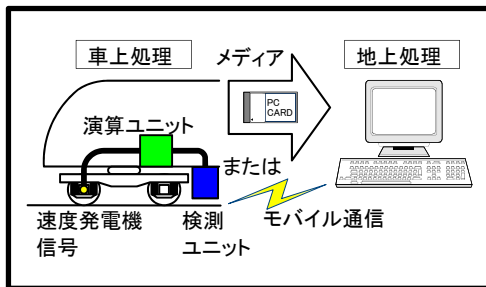 車上処理
メディア
地上処理
PC
CARD
演算ユニット
または
速度発電機
信号
検測
ユニット
モバイル通信